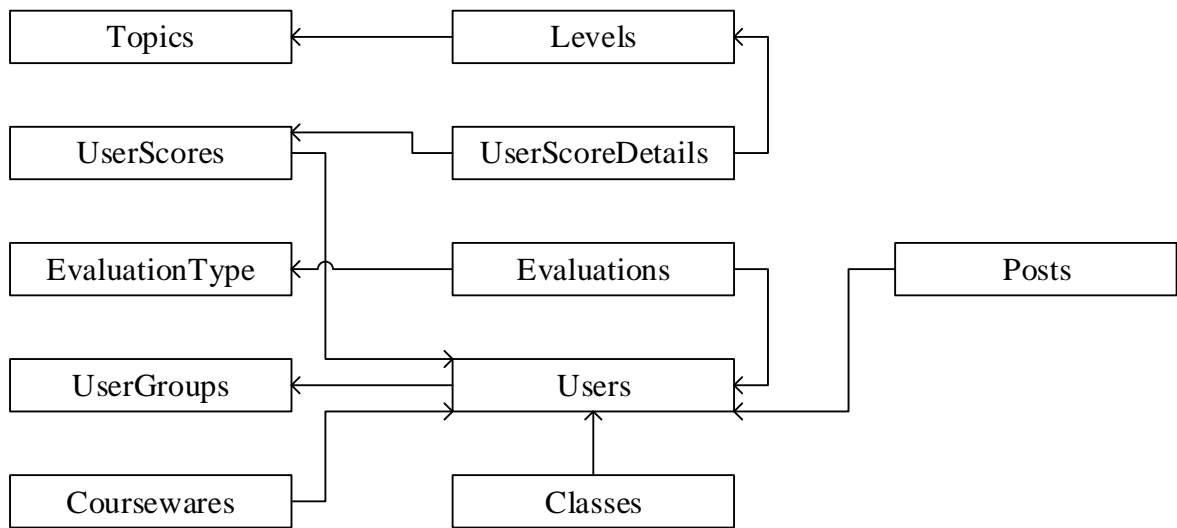 Topics
Levels
UserScores
UserScoreDetails
EvaluationType
Evaluations
Posts
UserGroups
Users
Coursewares
Classes